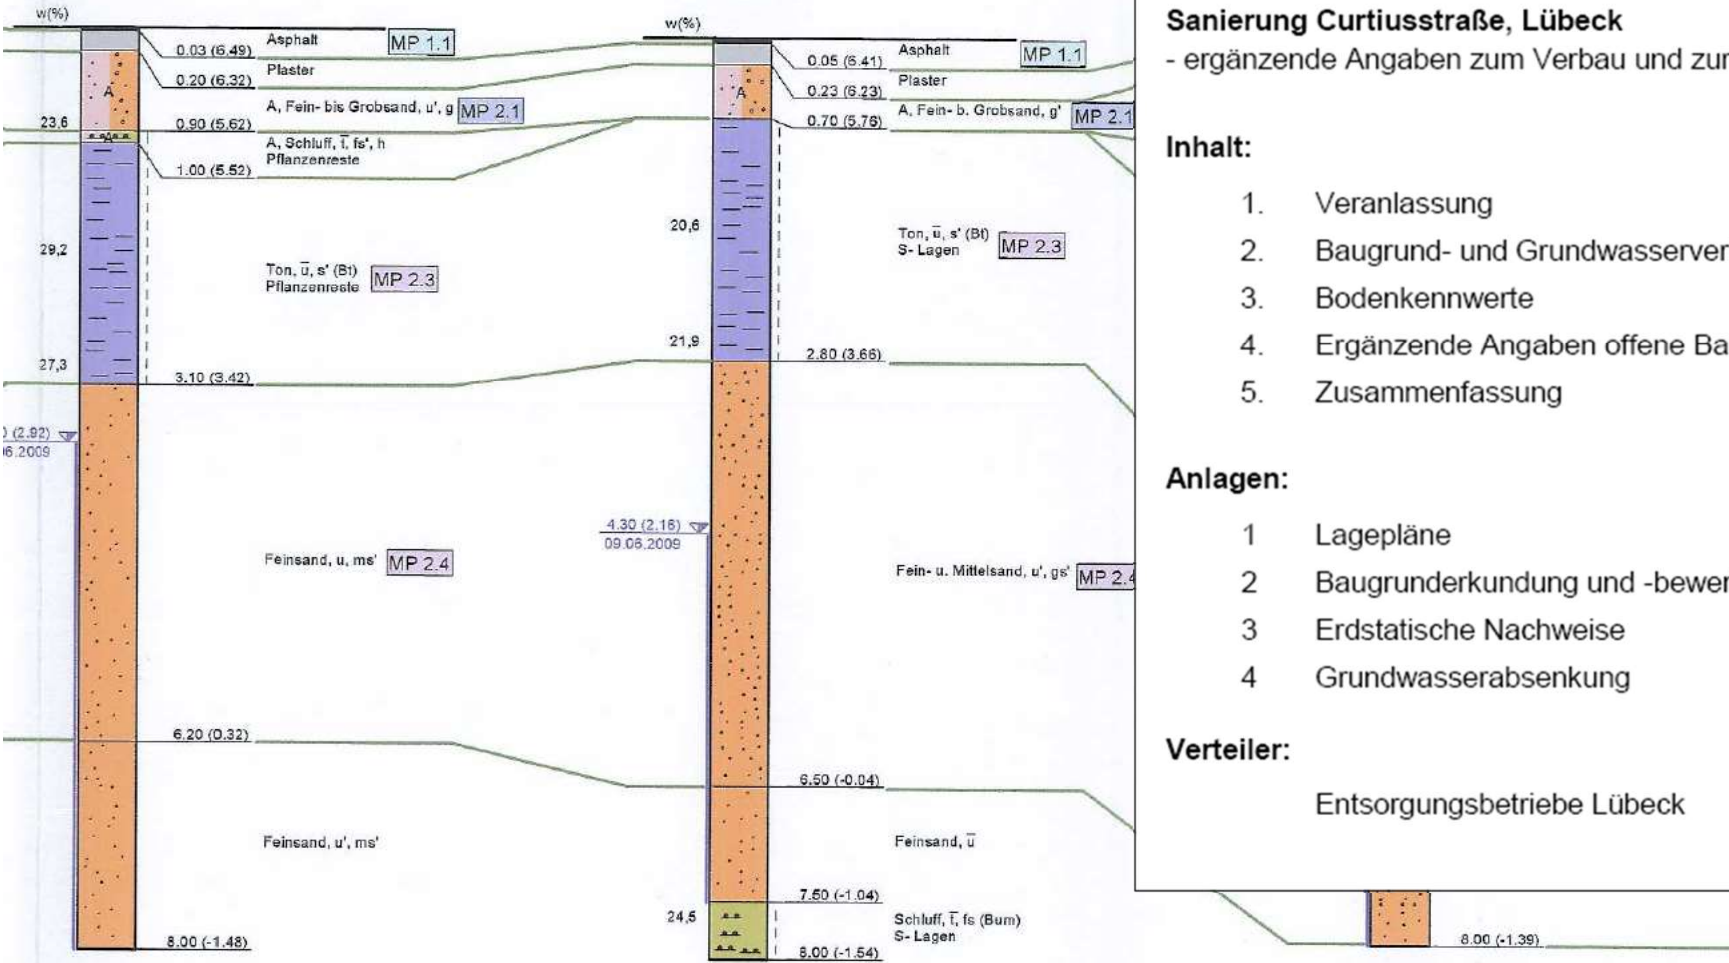 w(%)
0.03 (6.49)
Asphalt
MP 1.1
0.20 (6.32)
Plaster
A
A, Fein- bis Grobsand, u', g
MP 2.1
23,6
0.90 (5.62)
A
A, Schluff, t̅, fs', h
Pflanzenreste
1.00 (5.52)
29,2
Ton, u̅, s' (Bt)
Pflanzenreste
MP 2.3
27,3
3.10 (3.42)
(2.92)
06.2009
Feinsand, u, ms'
MP 2.4
6.20 (0.32)
Feinsand, u', ms'
8.00 (-1.48)
w(%)
0.05 (6.41)
Asphalt
MP 1.1
0.23 (6.23)
Plaster
A
A, Fein- b. Grobsand, g'
MP 2.1
0.70 (5.76)
20,6
Ton, u̅, s' (Bt)
S- Lagen
MP 2.3
21,9
2.80 (3.66)
4.30 (2.16)
09.06.2009
Fein- u. Mittelsand, u', gs'
MP 2.4
6.50 (-0.04)
Feinsand, u̅
7.50 (-1.04)
24,5
Schluff, t̅, fs (Bum)
S- Lagen
8.00 (-1.54)
Sanierung Curtiusstraße, Lübeck
- ergänzende Angaben zum Verbau und zur
Inhalt:
1. Veranlassung
2. Baugrund- und Grundwasserver
3. Bodenkennwerte
4. Ergänzende Angaben offene Ba
5. Zusammenfassung
Anlagen:
1 Lagepläne
2 Baugrunderkundung und -bewer
3 Erdstatische Nachweise
4 Grundwasserabsenkung
Verteiler:
Entsorgungsbetriebe Lübeck
8.00 (-1.39)